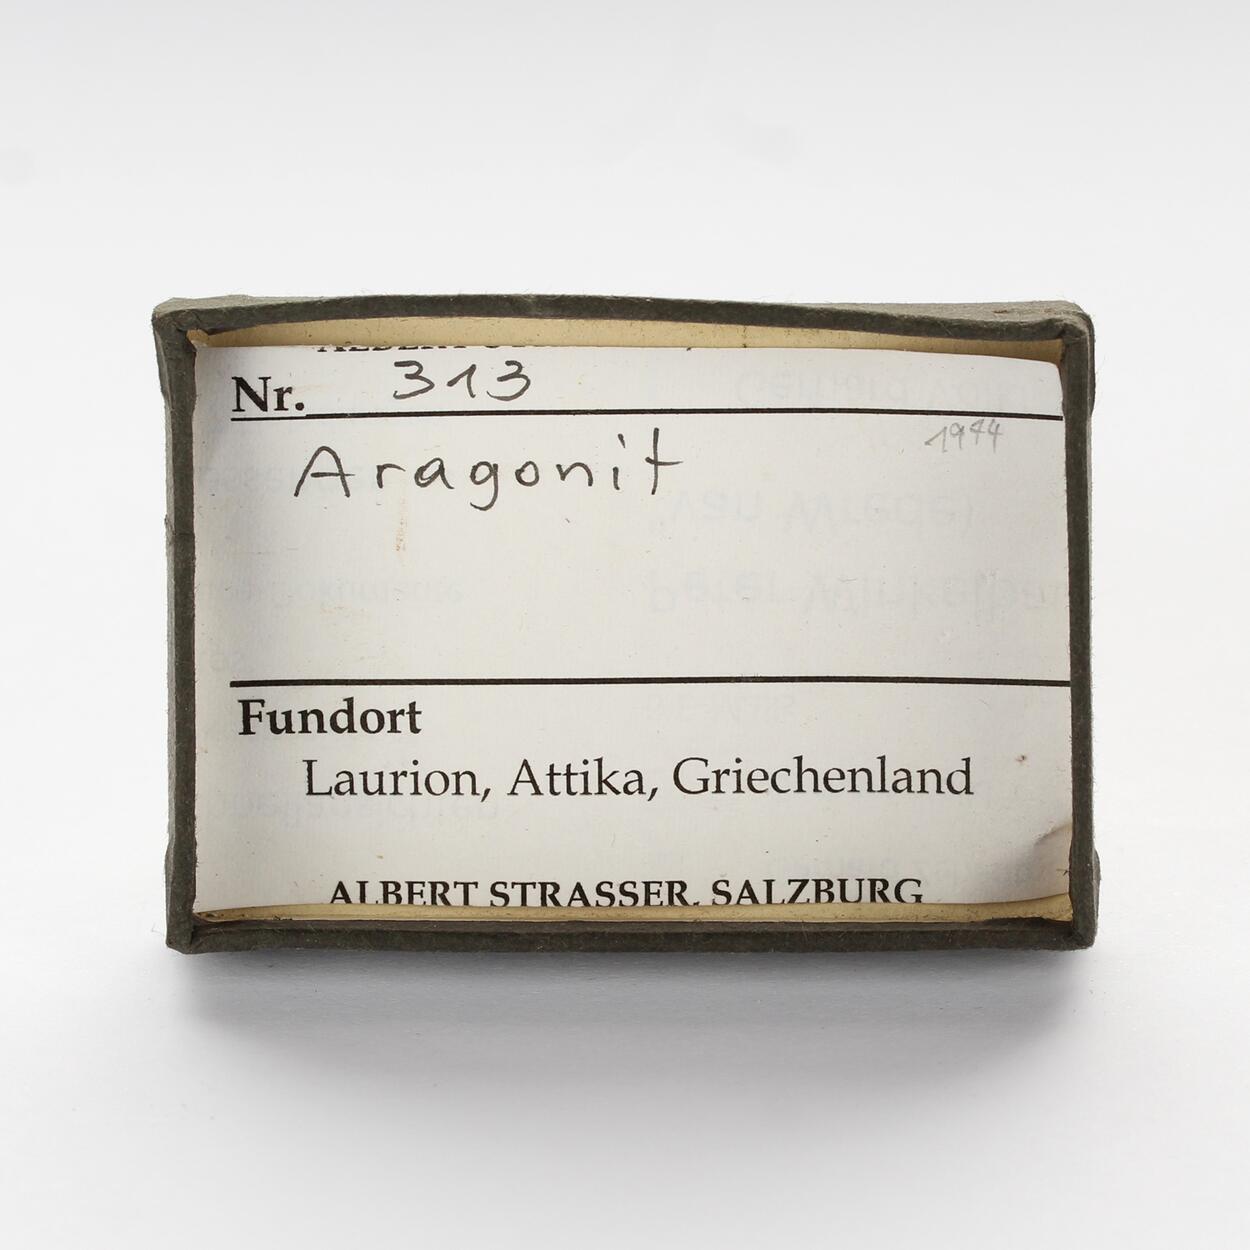 Nr. 313
1944
Aragonit
Fundort
Laurion, Attika, Griechenland
ALBERT STRASSER, SALZBURG